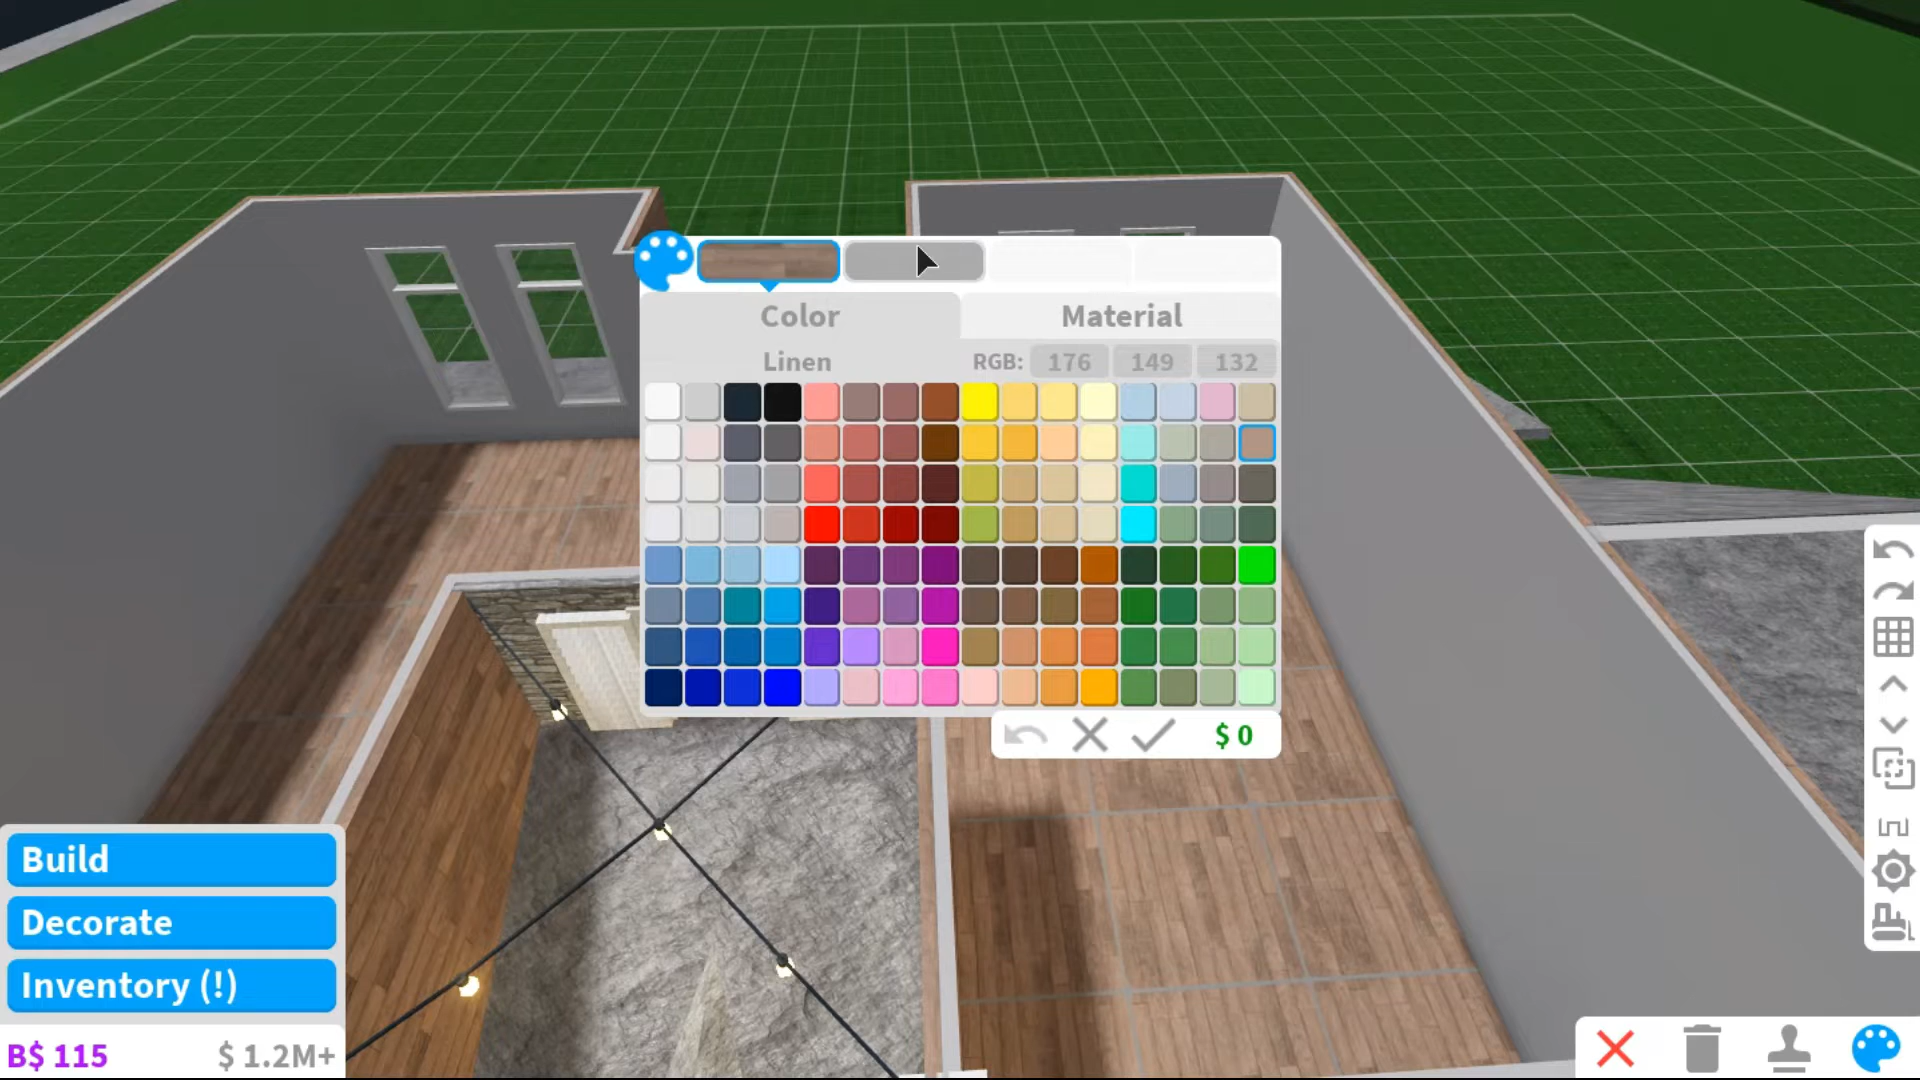 Color
Material
Linen
RGB: 176 149 132
$ 0
Build
Decorate
Inventory (!)
B$ 115
$ 1.2M+